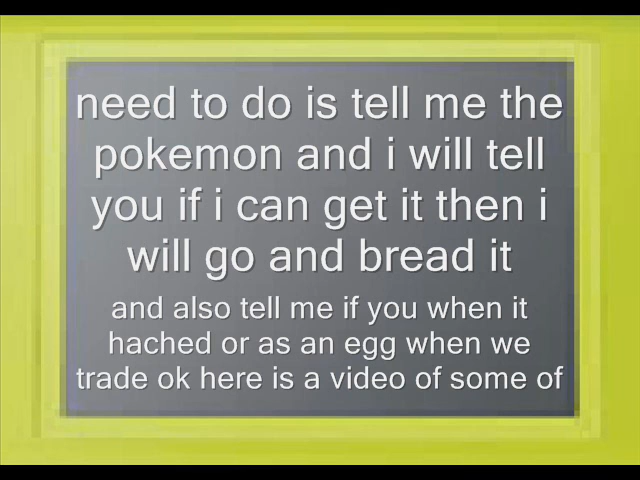 need to do is tell me the
pokemon and i will tell
you if i can get it then i
will go and bread it
and also tell me if you when it
hached or as an egg when we
trade ok here is a video of some of